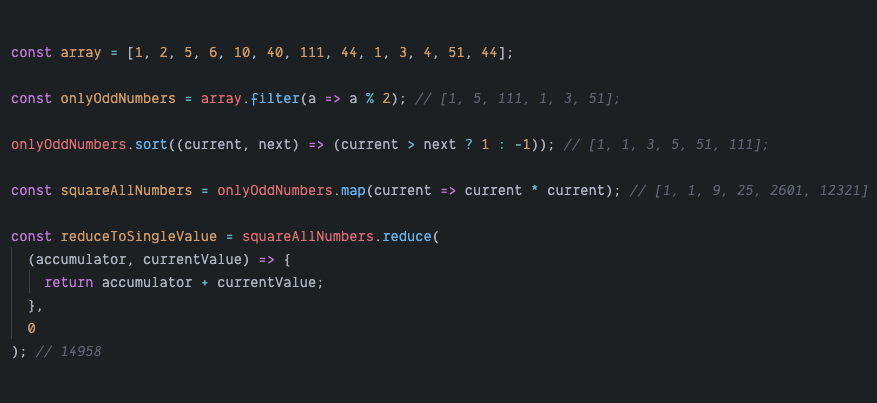 const array = [1, 2, 5, 6, 10, 40, 111, 44, 1, 3, 4, 51, 44];
const onlyOddNumbers = array.filter(a => a % 2); // [1, 5, 111, 1, 3, 51];
onlyOddNumbers.sort((current, next) => (current > next ? 1 : -1)); // [1, 1, 3, 5, 51, 111];
const squareAllNumbers = onlyOddNumbers.map(current => current * current); // [1, 1, 9, 25, 2601, 12321]
const reduceToSingleValue = squareAllNumbers.reduce(
  (accumulator, currentValue) => {
    return accumulator + currentValue;
  },
  0
); // 14958